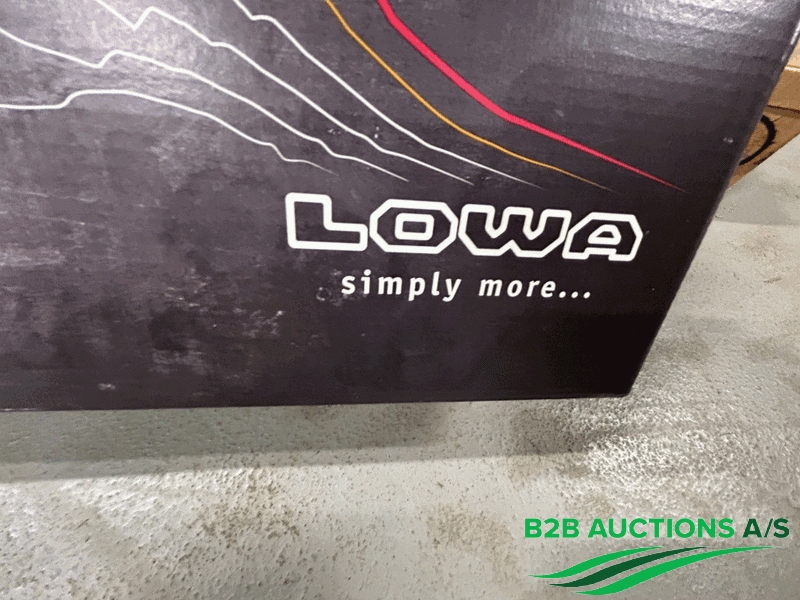 LOWA
simply more...
B2B AUCTIONS A/S